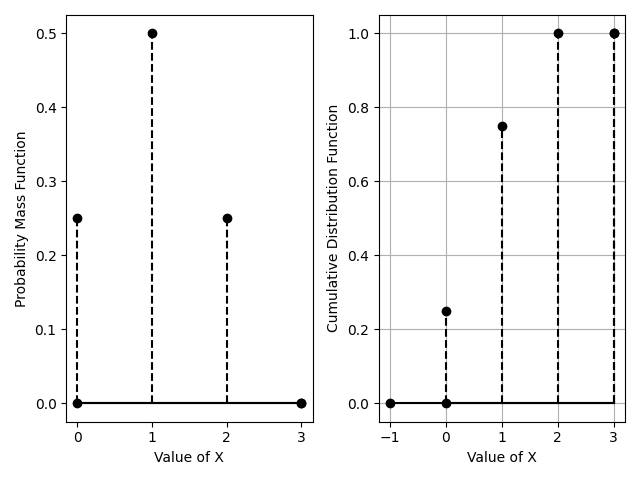 0.5
0.4
0.3
0.2
0.1
0.0
Probability Mass Function
0 1 2 3
Value of X
1.0
0.8
0.6
0.4
0.2
0.0
Cumulative Distribution Function
−1 0 1 2 3
Value of X